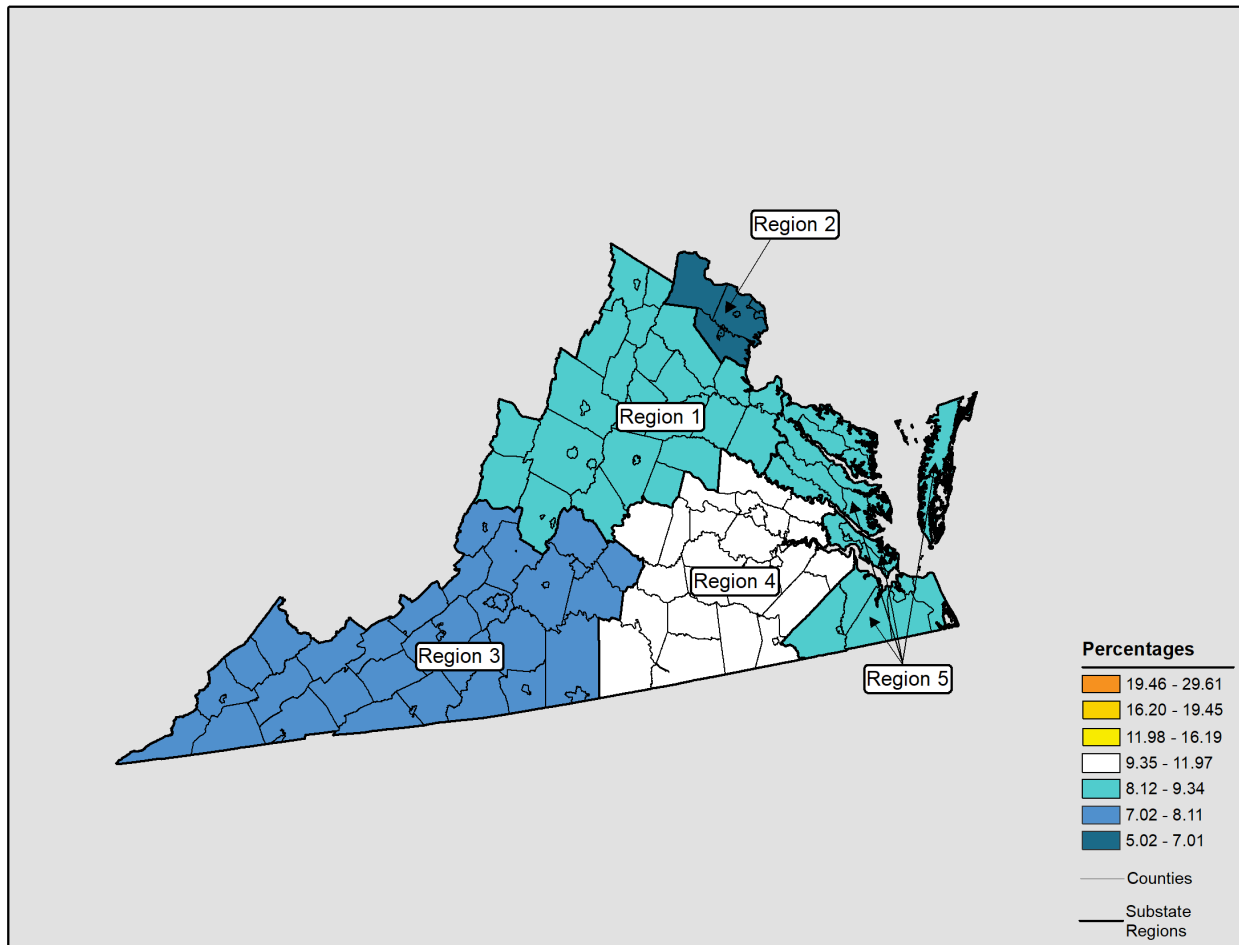 Region 2
Region 1
Region 4
Region 3
Region 5
Percentages
19.46 - 29.61
16.20 - 19.45
11.98 - 16.19
9.35 - 11.97
8.12 - 9.34
7.02 - 8.11
5.02 - 7.01
Counties
Substate
Regions